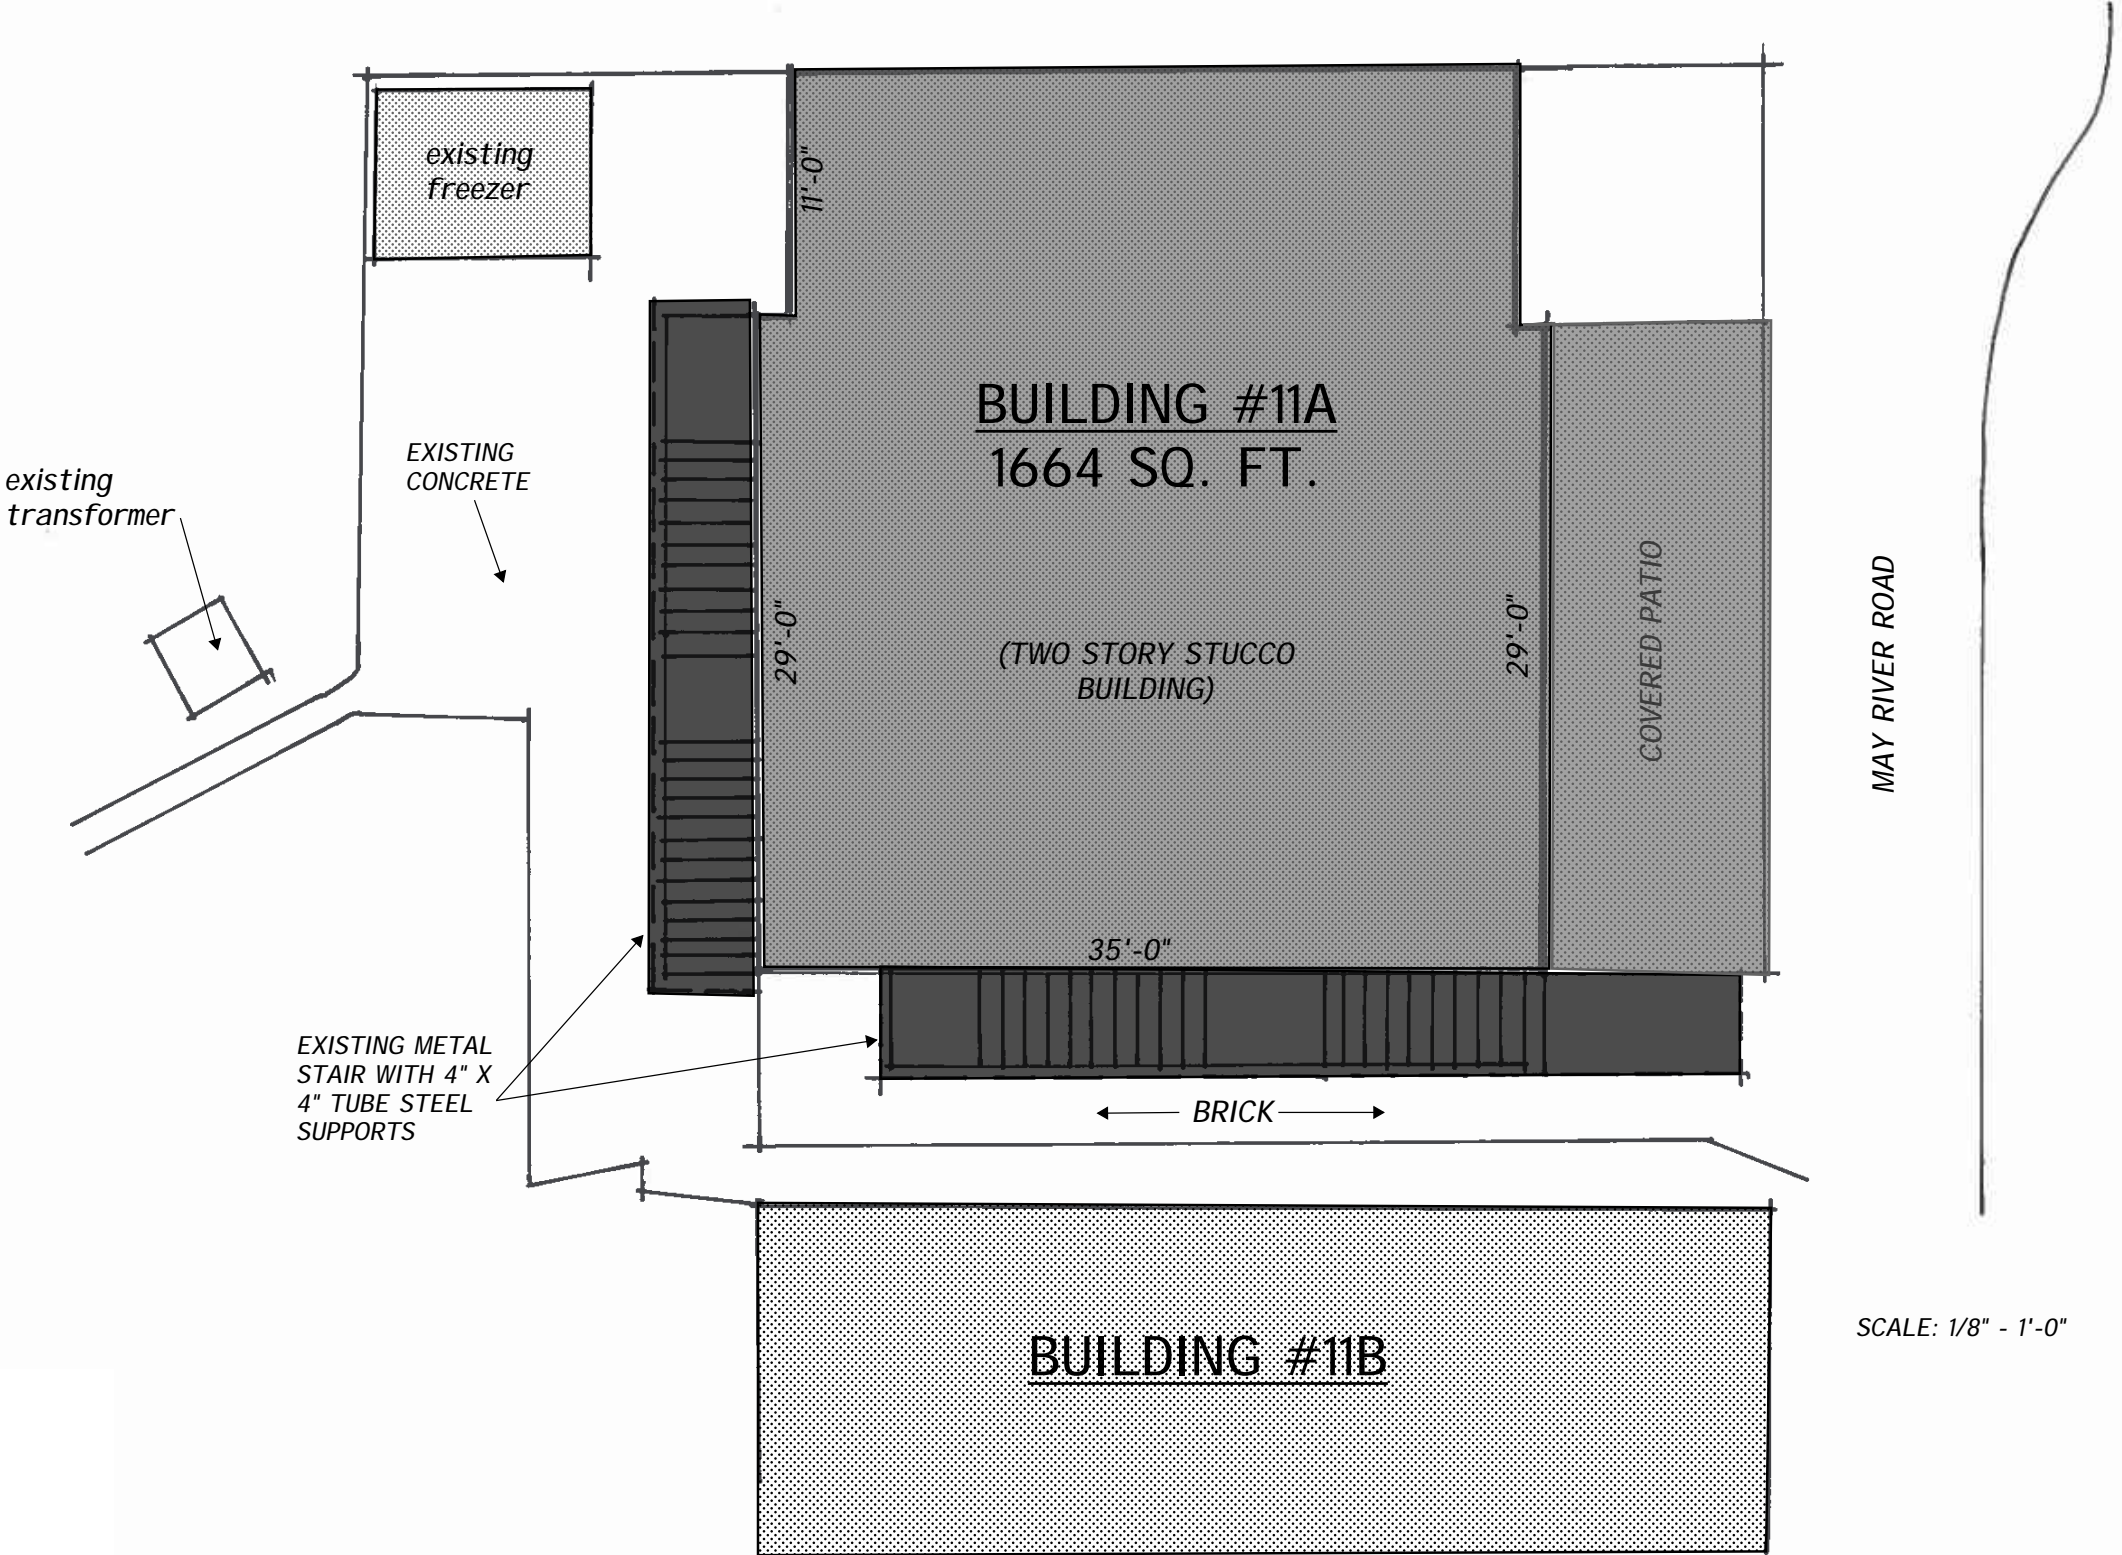 existing
freezer
11'-0"
BUILDING #11A
1664 SQ. FT.
EXISTING
CONCRETE
existing
transformer
29'-0"
(TWO STORY STUCCO
BUILDING)
29'-0"
COVERED PATIO
MAY RIVER ROAD
35'-0"
EXISTING METAL
STAIR WITH 4" X
4" TUBE STEEL
SUPPORTS
BRICK
SCALE: 1/8" - 1'-0"
BUILDING #11B